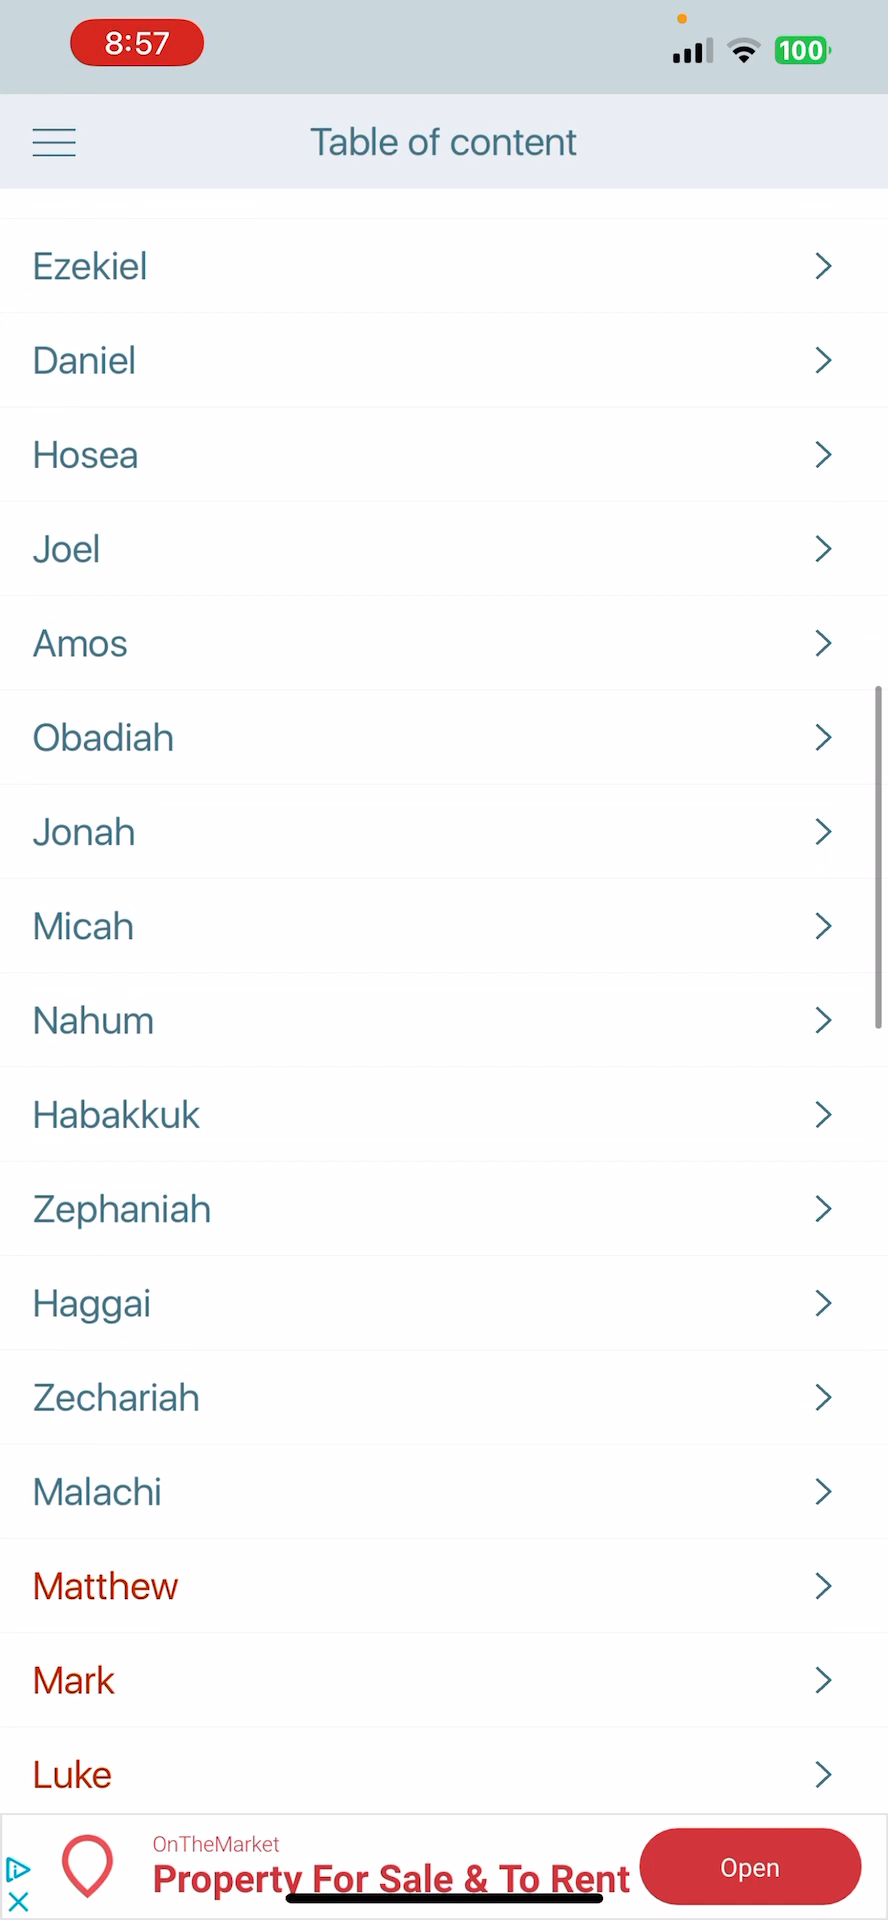 8:57
100
Table of content
Ezekiel
Daniel
Hosea
Joel
Amos
Obadiah
Jonah
Micah
Nahum
Habakkuk
Zephaniah
Haggai
Zechariah
Malachi
Matthew
Mark
Luke
OnTheMarket
Property For Sale & To Rent
Open